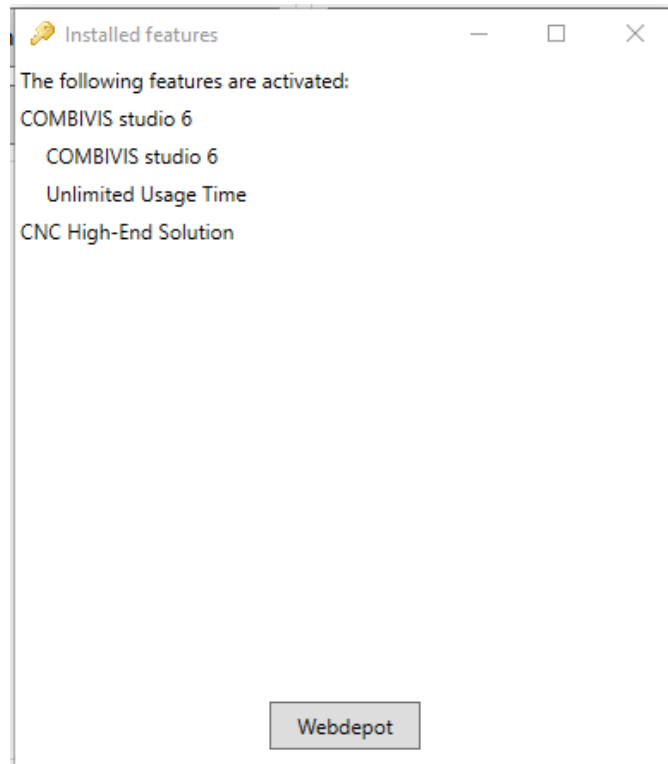 Installed features
The following features are activated:
COMBIVIS studio 6
COMBIVIS studio 6
Unlimited Usage Time
CNC High-End Solution
Webdepot